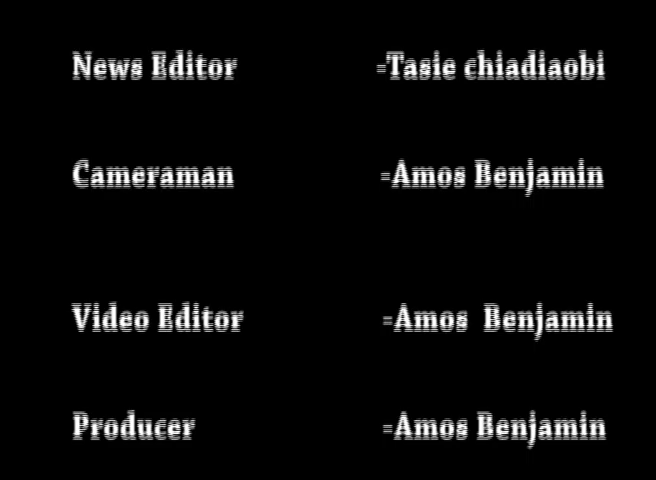 News Editor =Tasie chiadiaobi
Cameraman =Amos Benjamin
Video Editor =Amos Benjamin
Producer =Amos Benjamin